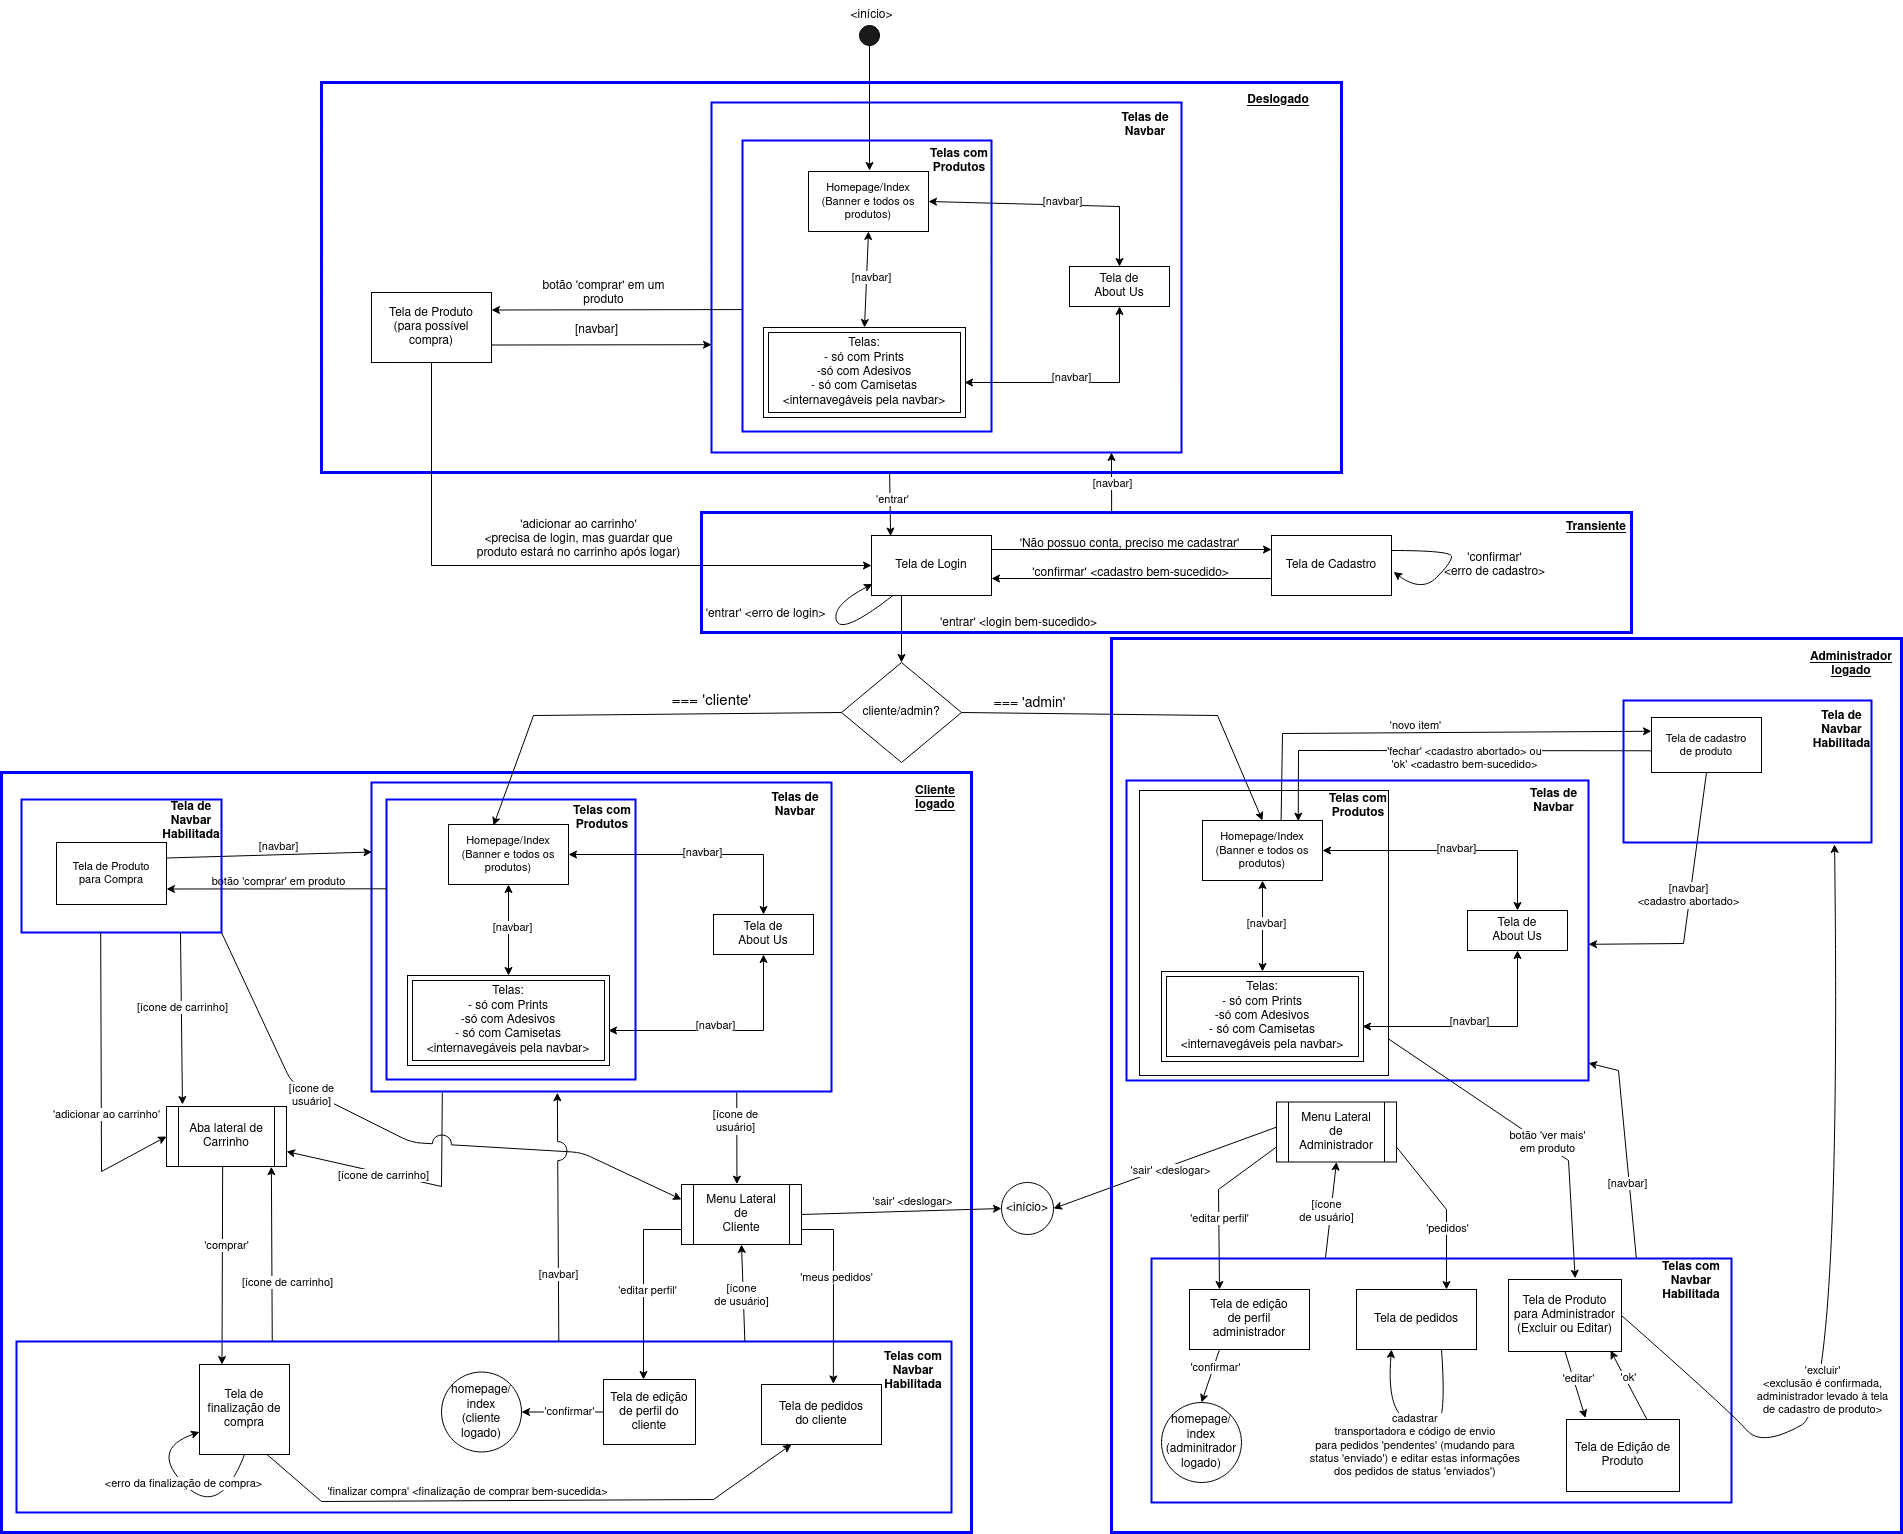 <início>
Deslogado
Telas de
Navbar
Telas com
Produtos
Homepage/Index
(Banner e todos os
produtos)
[navbar]
[navbar]
Tela de
About Us
botão 'comprar' em um
produto
Tela de Produto
(para possível
compra)
[navbar]
Telas:
- só com Prints
-só com Adesivos
- só com Camisetas
<internavegáveis pela navbar>
[navbar]
[navbar]
'entrar'
'adicionar ao carrinho'
<precisa de login, mas guardar que
produto estará no carrinho após logar)
Transiente
Tela de Login
'Não possuo conta, preciso me cadastrar'
'confirmar' <cadastro bem-sucedido>
Tela de Cadastro
'confirmar'
<erro de cadastro>
'entrar' <erro de login>
'entrar' <login bem-sucedido>
cliente/admin?
=== 'cliente'
=== 'admin'
Cliente
logado
Tela de
Navbar
Habilitada
Tela de Produto
para Compra
[navbar]
botão 'comprar' em produto
Telas de
Navbar
Telas com
Produtos
Homepage/Index
(Banner e todos os
produtos)
[navbar]
[navbar]
Tela de
About Us
Telas:
- só com Prints
-só com Adesivos
- só com Camisetas
<internavegáveis pela navbar>
[navbar]
[ícone de carrinho]
[ícone de
usuário]
'adicionar ao carrinho'
Aba lateral de
Carrinho
[ícone de carrinho]
[ícone de
usuário]
Menu Lateral
de
Cliente
'sair' <deslogar>
<início>
'comprar'
[ícone de carrinho]
[navbar]
'editar perfil'
[ícone
de usuário]
'meus pedidos'
Telas com
Navbar
Habilitada
Tela de
finalização de
compra
homepage/
index
(cliente
logado)
'confirmar'
Tela de edição
de perfil do
cliente
Tela de pedidos
do cliente
<erro da finalização de compra>
'finalizar compra' <finalização de comprar bem-sucedida>
Administrador
logado
Tela de
Navbar
Habilitada
Tela de cadastro
de produto
'novo item'
'fechar' <cadastro abortado> ou
'ok' <cadastro bem-sucedido>
[navbar]
<cadastro abortado>
Telas de
Navbar
Telas com
Produtos
Homepage/Index
(Banner e todos os
produtos)
[navbar]
[navbar]
Tela de
About Us
Telas:
- só com Prints
-só com Adesivos
- só com Camisetas
<internavegáveis pela navbar>
[navbar]
Menu Lateral
de
Administrador
'sair' <deslogar>
botão 'ver mais'
em produto
[navbar]
'editar perfil'
[ícone
de usuário]
'pedidos'
Telas com
Navbar
Habilitada
Tela de edição
de perfil
administrador
Tela de pedidos
Tela de Produto
para Administrador
(Excluir ou Editar)
'confirmar'
homepage/
index
(adminitrador
logado)
cadastrar
transportadora e código de envio
para pedidos 'pendentes' (mudando para
status 'enviado') e editar estas informações
dos pedidos de status 'enviados')
'editar'
'ok'
Tela de Edição de
Produto
'excluir'
<exclusão é confirmada,
administrador levado à tela
de cadastro de produto>